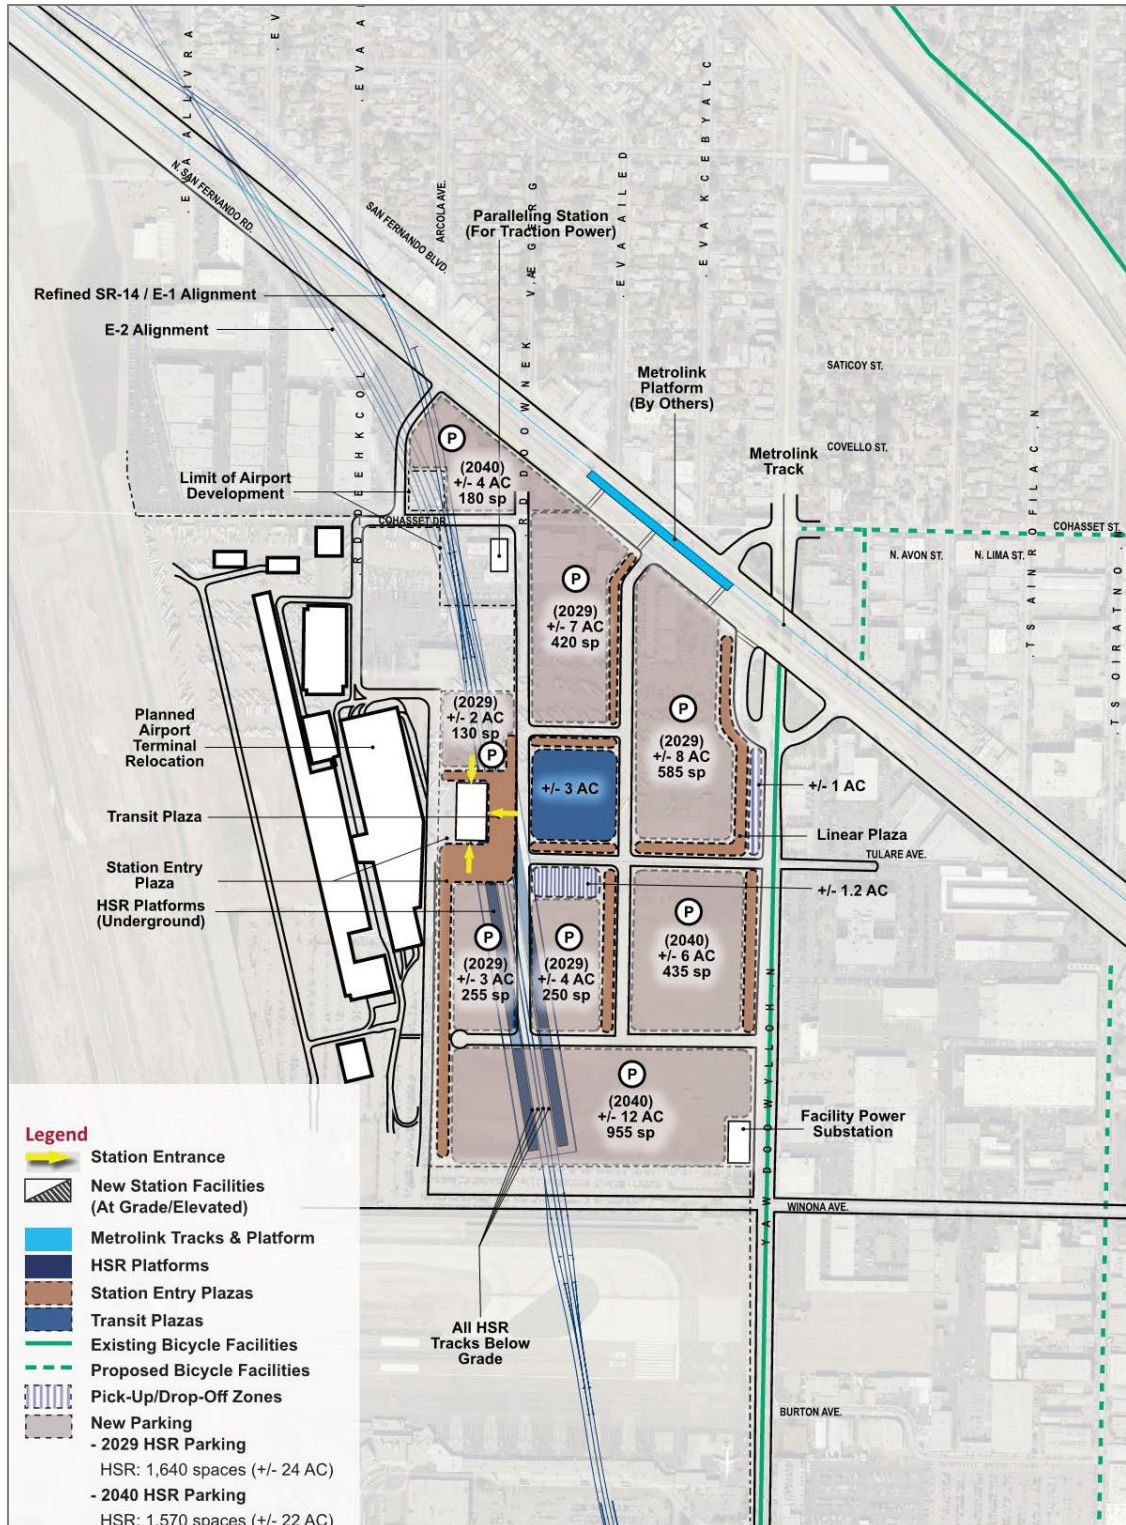 N. SAN FERNANDO RD.
SAN FERNANDO BLVD.
ARCOLA AVE.
Paralleling Station
(For Traction Power)
Refined SR-14 / E-1 Alignment
E-2 Alignment
SATICOY ST.
Metrolink
Platform
(By Others)
COVELLO ST.
Metrolink
Track
P
(2040)
+/- 4 AC
180 sp
Limit of Airport
Development
COHASSET DR.
COHASSET ST.
N. AVON ST.
N. LIMA ST.
P
(2029)
+/- 7 AC
420 sp
(2029)
+/- 2 AC
130 sp
P
P
(2029)
+/- 8 AC
585 sp
Planned
Airport
Terminal
Relocation
+/- 3 AC
+/- 1 AC
Transit Plaza
Linear Plaza
TULARE AVE.
Station Entry
Plaza
+/- 1.2 AC
HSR Platforms
(Underground)
P
(2029)
+/- 3 AC
255 sp
P
(2029)
+/- 4 AC
250 sp
P
(2040)
+/- 6 AC
435 sp
P
(2040)
+/- 12 AC
955 sp
Facility Power
Substation
WINONA AVE.
All HSR
Tracks Below
Grade
26
BURTON AVE.
Legend
Station Entrance
New Station Facilities
(At Grade/Elevated)
Metrolink Tracks & Platform
HSR Platforms
Station Entry Plazas
Transit Plazas
Existing Bicycle Facilities
Proposed Bicycle Facilities
Pick-Up/Drop-Off Zones
New Parking
- 2029 HSR Parking
HSR: 1,640 spaces (+/- 24 AC)
- 2040 HSR Parking
HSR: 1,570 spaces (+/- 22 AC)